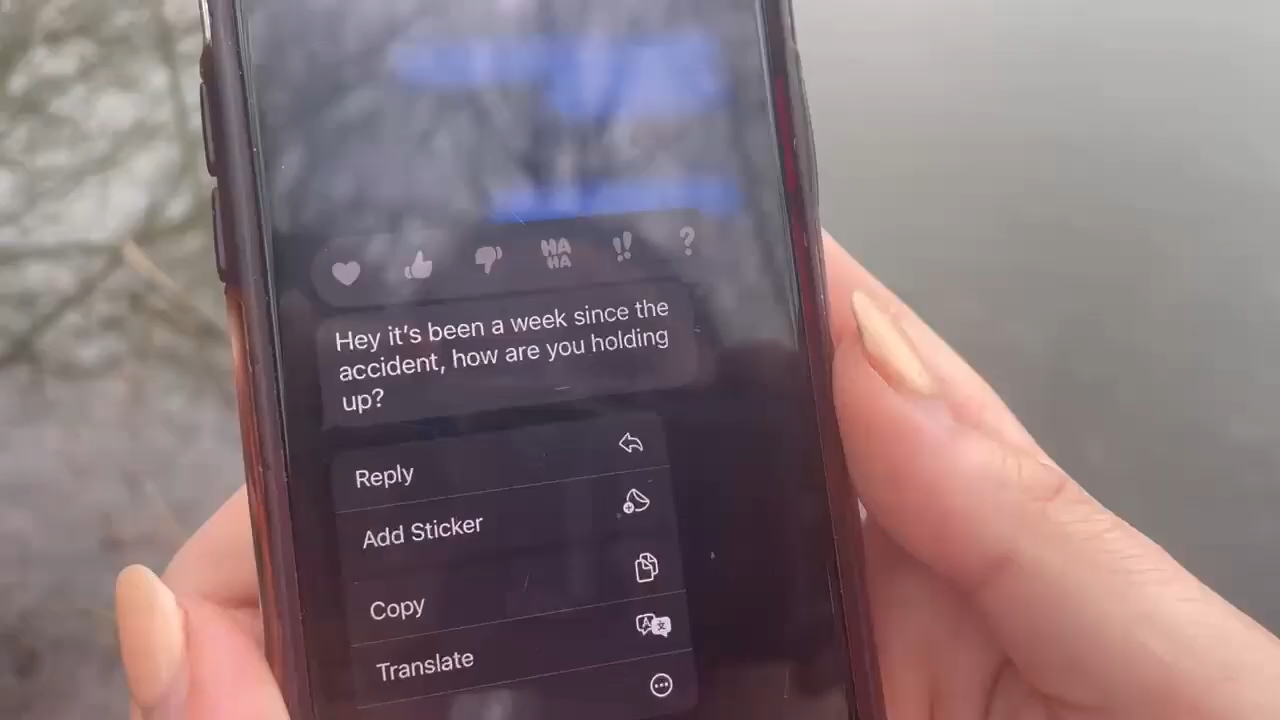 HA
HA
!!
?
Hey it’s been a week since the
accident, how are you holding
up?
Reply
Add Sticker
Copy
Translate